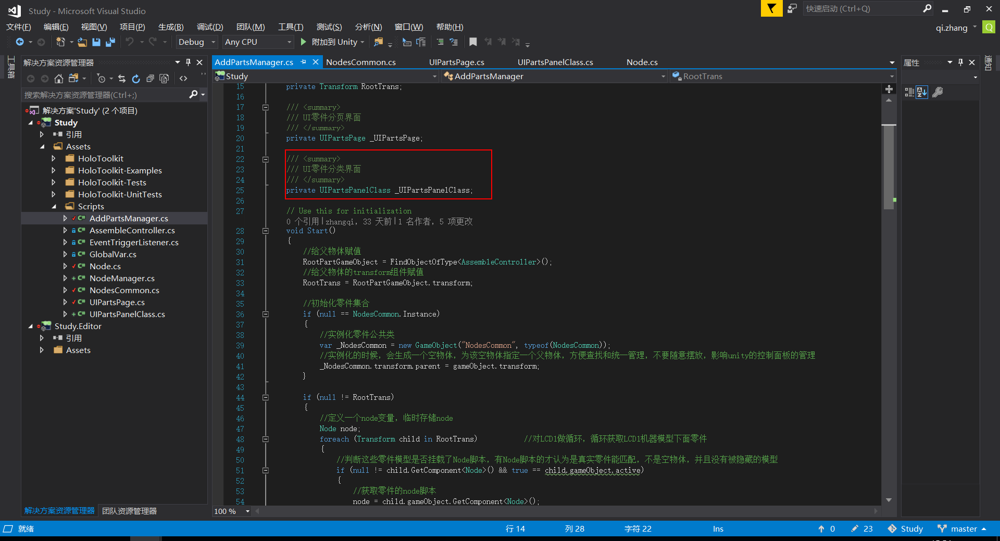 Study - Microsoft Visual Studio
快速启动 (Ctrl+Q)
文件(F) 编辑(E) 视图(V) 项目(P) 生成(B) 调试(D) 团队(M) 工具(T) 测试(S) 分析(N) 窗口(W) 帮助(H)
qi.zhang Q
Debug Any CPU 附加到 Unity
工具箱
解决方案资源管理器
搜索解决方案资源管理器(Ctrl+;)
解决方案'Study' (2 个项目)
Study
引用
Assets
HoloToolkit
HoloToolkit-Examples
HoloToolkit-Tests
HoloToolkit-UnitTests
Scripts
C# AddPartsManager.cs
C# AssembleController.cs
C# EventTriggerListener.cs
C# GlobalVar.cs
C# Node.cs
C# NodeManager.cs
C# NodesCommon.cs
C# UIPartsPage.cs
C# UIPartsPanelClass.cs
Study.Editor
引用
Assets
解决方案资源管理器 团队资源管理器
AddPartsManager.cs NodesCommon.cs UIPartsPage.cs UIPartsPanelClass.cs Node.cs
Study AddPartsManager RootTrans
15 private Transform RootTrans;
16
17 /// <summary>
18 /// UI零件分页界面
19 /// </summary>
20 private UIPartsPage _UIPartsPage;
21
22 /// <summary>
23 /// UI零件分类界面
24 /// </summary>
25 private UIPartsPanelClass _UIPartsPanelClass;
26
27 // Use this for initialization
0 个引用|zhangqi, 33 天前|1 名作者, 5 项更改
28 void Start()
29 {
30 //给父物体赋值
31 RootPartGameObject = FindObjectOfType<AssembleController>();
32 //给父物体的transform组件赋值
33 RootTrans = RootPartGameObject.transform;
34
35 //初始化零件集合
36 if (null == NodesCommon.Instance)
37 {
38 //实例化零件公共类
39 var _NodesCommon = new GameObject("NodesCommon", typeof(NodesCommon));
40 //实例化的时候，会生成一个空物体，为该空物体指定一个父物体，方便查找和统一管理，不要随意摆放，影响unity的控制面板的管理
41 _NodesCommon.transform.parent = gameObject.transform;
42 }
43
44 if (null != RootTrans)
45 {
46 //定义一个node变量，临时存储node
47 Node node;
48 foreach (Transform child in RootTrans) //对LCD1做循环，循环获取LCD1机器模型下面零件
49 {
50 //判断这些零件模型是否挂载了Node脚本，有Node脚本的才认为是真实零件能匹配，不是空物体，并且没有被隐藏的模型
51 if (null != child.GetComponent<Node>() && true == child.gameObject.active)
52 {
53 //获取零件的node脚本
54 node = child.gameObject.GetComponent<Node>();
100 %
属性
通知
就绪 行 14 列 28 字符 22 Ins 0 23 Study master